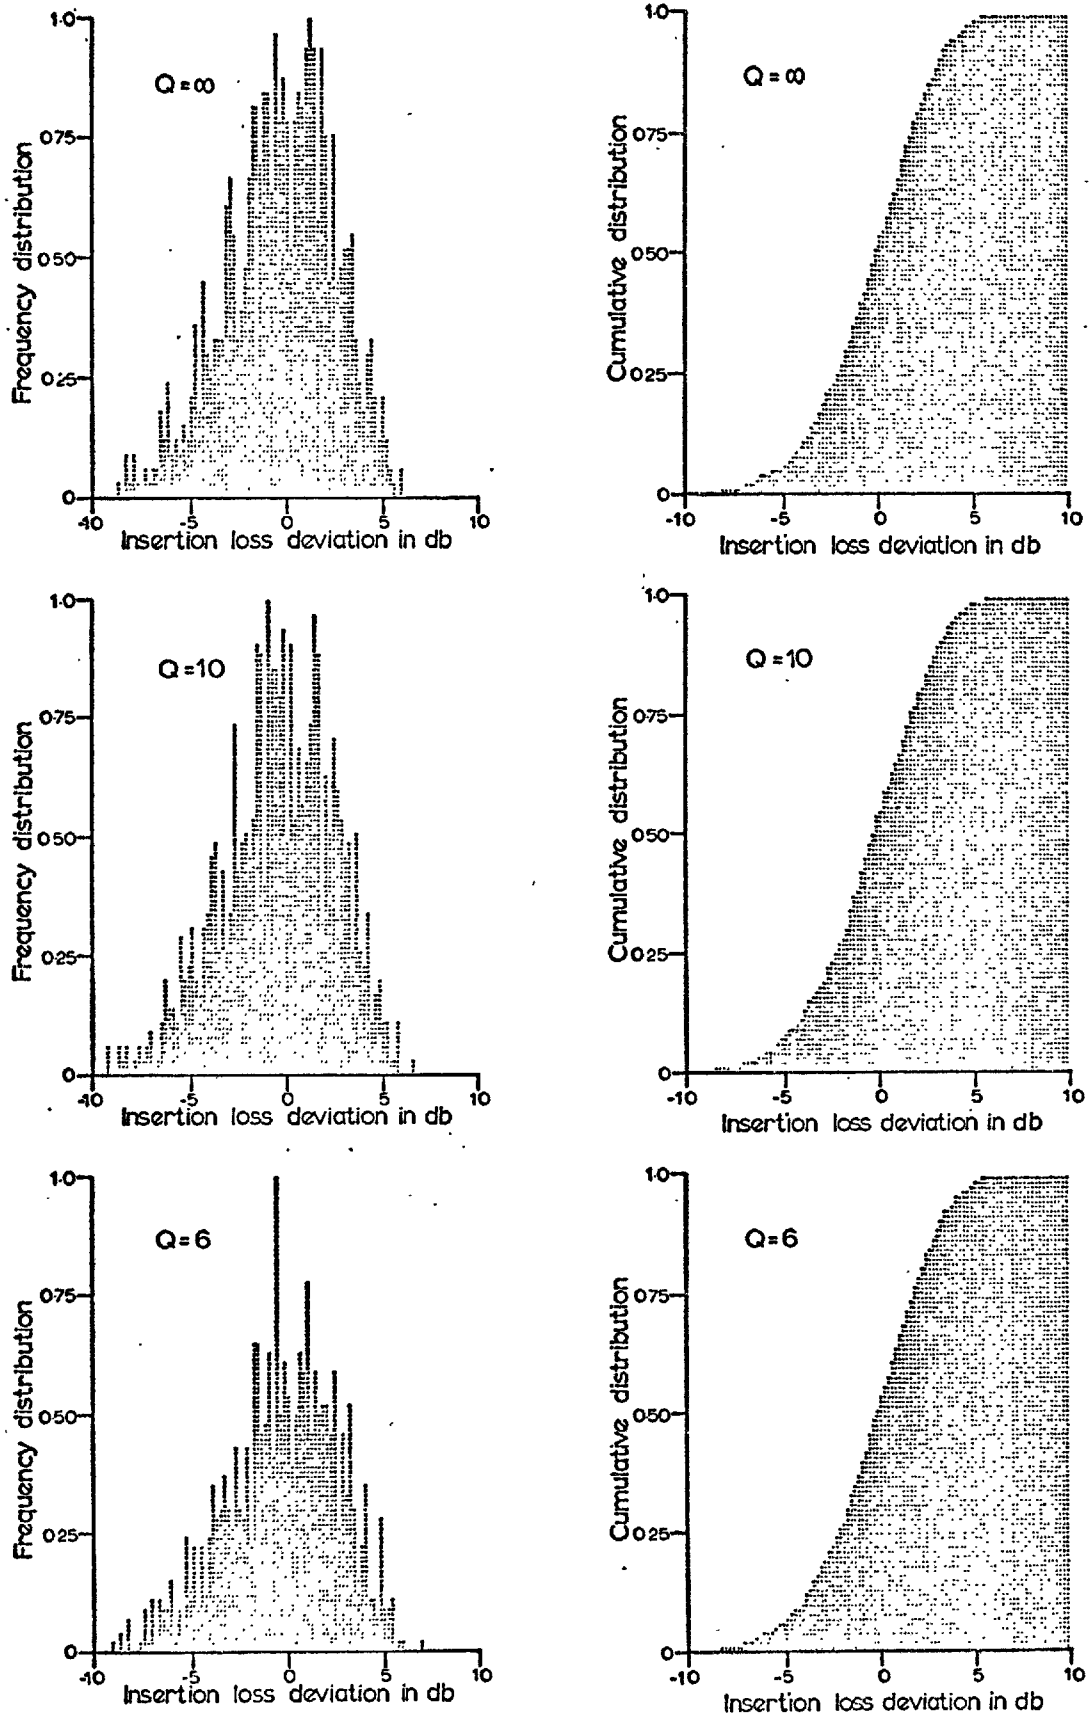 1.0
Q=∞
0.75
0.50
0.25
0
-10 -5 0 5 10
Frequency distribution
Insertion loss deviation in db
1.0
Q=∞
0.75
0.50
0.25
0
-10 -5 0 5 10
Cumulative distribution
Insertion loss deviation in db
1.0
Q=10
0.75
0.50
0.25
0
-10 -5 0 5 10
Frequency distribution
Insertion loss deviation in db
1.0
Q=10
0.75
0.50
0.25
0
-10 -5 0 5 10
Cumulative distribution
Insertion loss deviation in db
1.0
Q=6
0.75
0.50
0.25
0
-10 -5 0 5 10
Frequency distribution
Insertion loss deviation in db
1.0
Q=6
0.75
0.50
0.25
0
-10 -5 0 5 10
Cumulative distribution
Insertion loss deviation in db